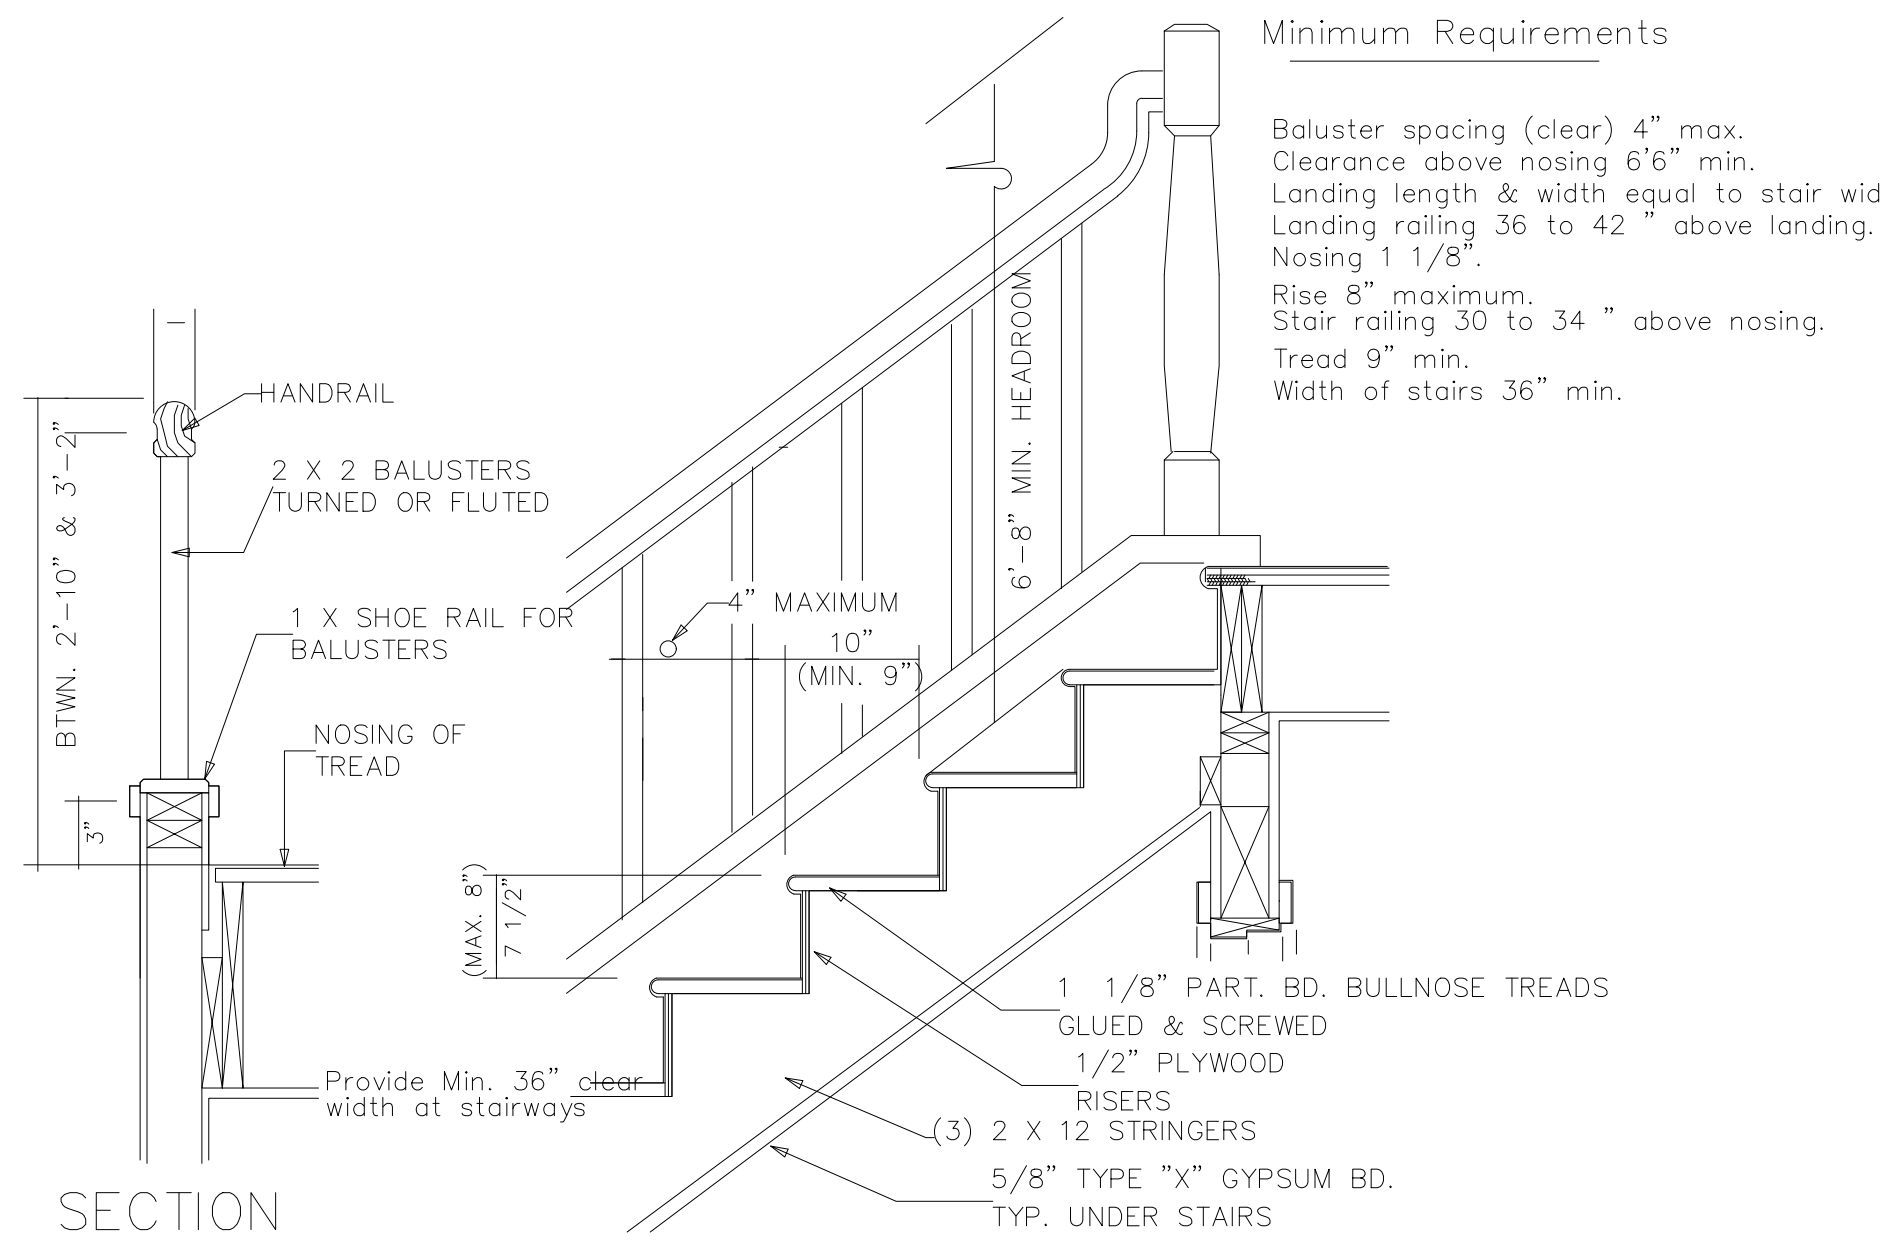 Minimum Requirements
Baluster spacing (clear) 4" max.
Clearance above nosing 6'6" min.
Landing length & width equal to stair wid
Landing railing 36 to 42 " above landing.
Nosing 1 1/8".
Rise 8" maximum.
Stair railing 30 to 34 " above nosing.
Tread 9" min.
Width of stairs 36" min.
HANDRAIL
2 X 2 BALUSTERS
TURNED OR FLUTED
1 X SHOE RAIL FOR
BALUSTERS
NOSING OF
TREAD
BTWN. 2'-10" & 3'-2"
3"
4" MAXIMUM
10"
(MIN. 9")
6'-8" MIN. HEADROOM
(MAX. 8")
7 1/2"
Provide Min. 36" clear
width at stairways
1 1/8" PART. BD. BULLNOSE TREADS
GLUED & SCREWED
1/2" PLYWOOD
RISERS
(3) 2 X 12 STRINGERS
5/8" TYPE "X" GYPSUM BD.
TYP. UNDER STAIRS
SECTION